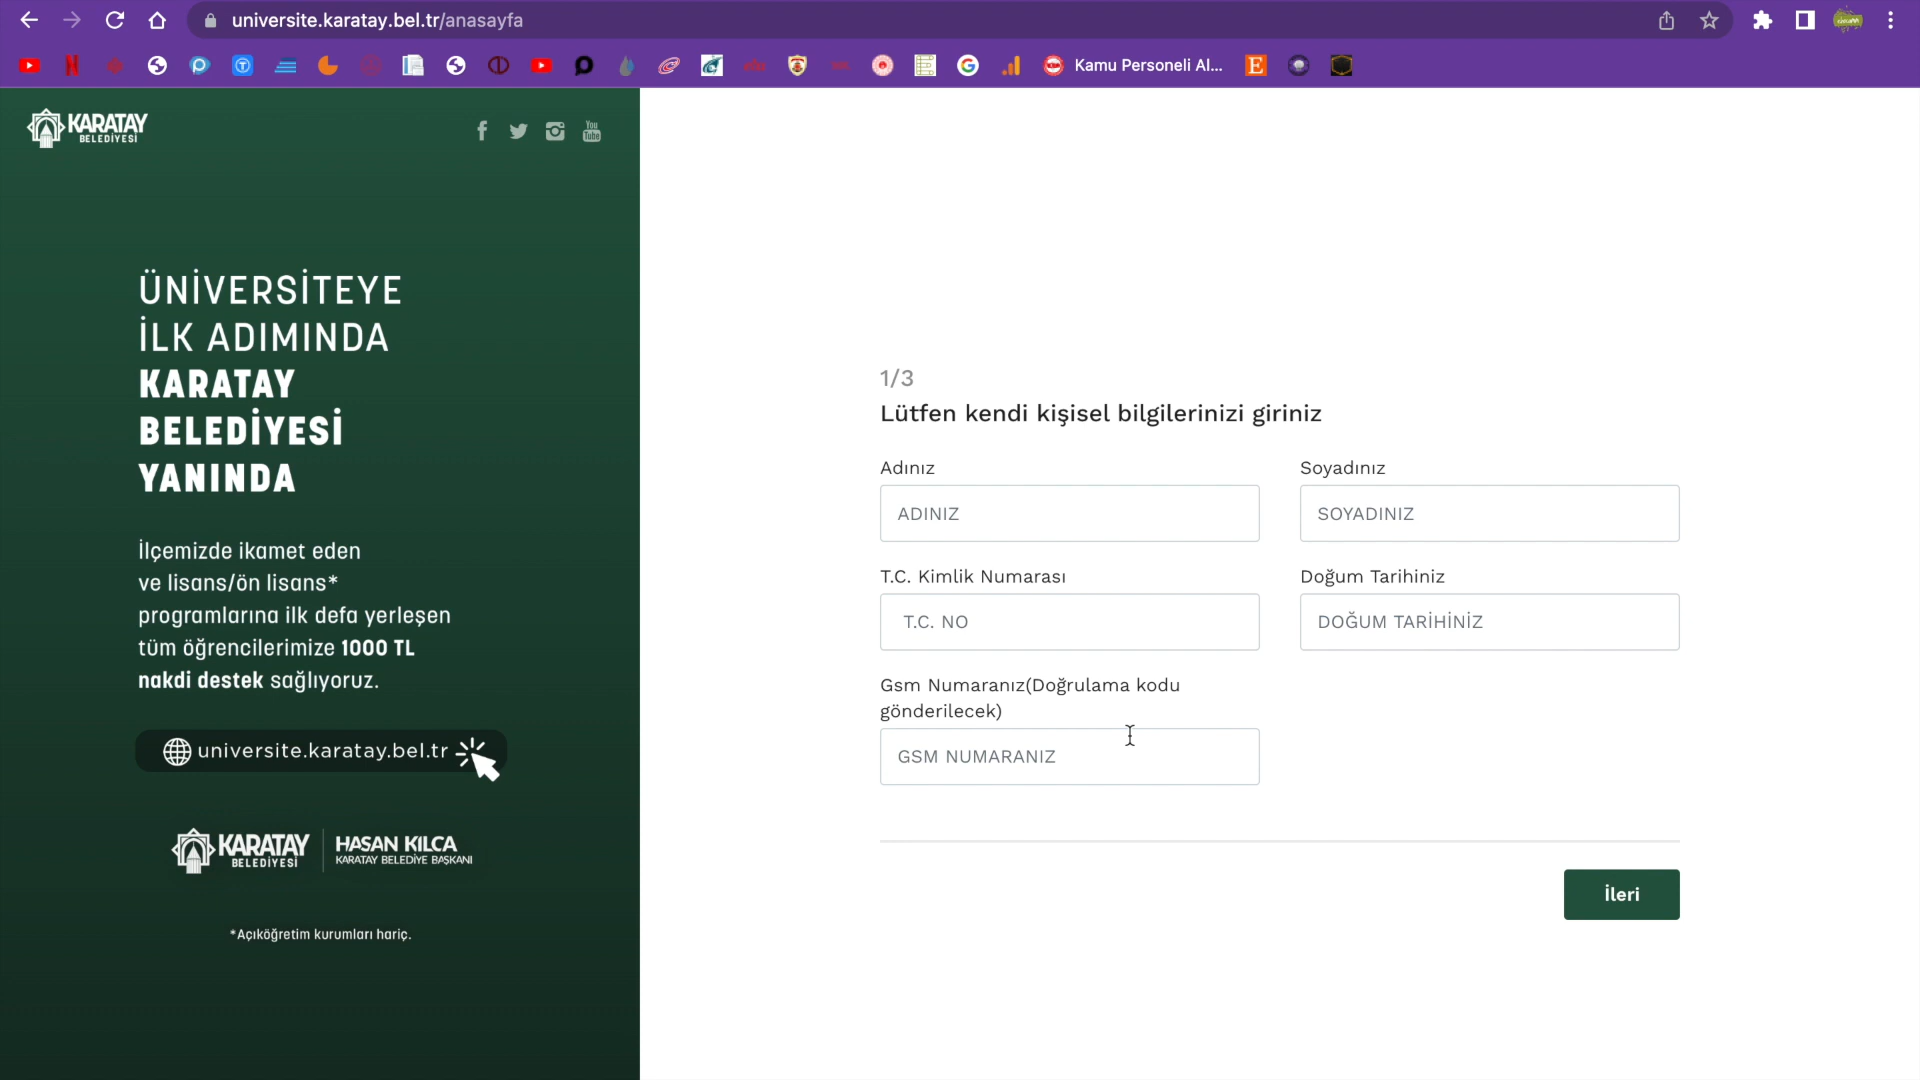 universite.karatay.bel.tr/anasayfa
Kamu Personeli Al...
KARATAY
BELEDİYESİ
You
Tube
ÜNİVERSİTEYE
İLK ADIMINDA
KARATAY
BELEDİYESİ
YANINDA
İlçemizde ikamet eden
ve lisans/ön lisans*
programlarına ilk defa yerleşen
tüm öğrencilerimize 1000 TL
nakdi destek sağlıyoruz.
universite.karatay.bel.tr
KARATAY
BELEDİYESİ
HASAN KILCA
KARATAY BELEDİYE BAŞKANI
*Açıköğretim kurumları hariç.
1/3
Lütfen kendi kişisel bilgilerinizi giriniz
Adınız
Soyadınız
ADINIZ
SOYADINIZ
T.C. Kimlik Numarası
Doğum Tarihiniz
T.C. NO
DOĞUM TARİHİNİZ
Gsm Numaranız(Doğrulama kodu
gönderilecek)
GSM NUMARANIZ
İleri